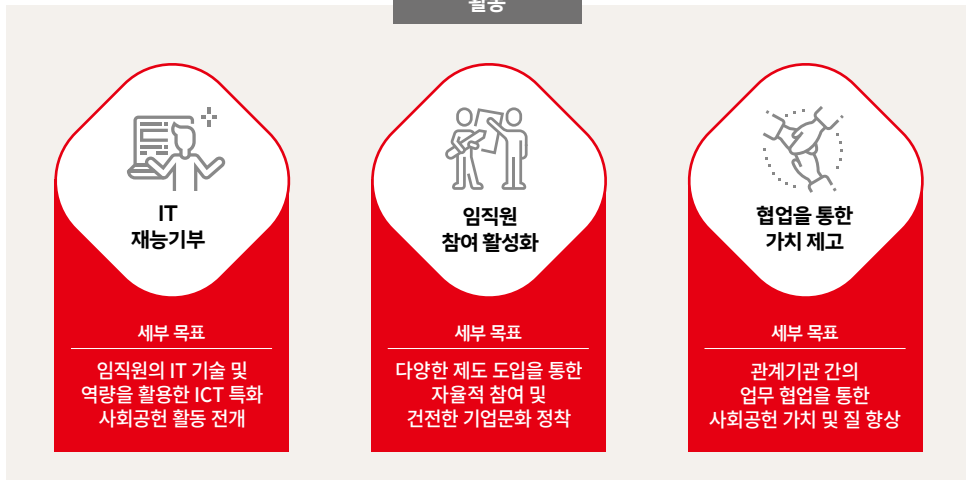 활동
IT
재능기부
세부 목표
임직원의 IT 기술 및
역량을 활용한 ICT 특화
사회공헌 활동 전개
임직원
참여 활성화
세부 목표
다양한 제도 도입을 통한
자율적 참여 및
건전한 기업문화 정착
협업을 통한
가치 제고
세부 목표
관계기관 간의
업무 협업을 통한
사회공헌 가치 및 질 향상